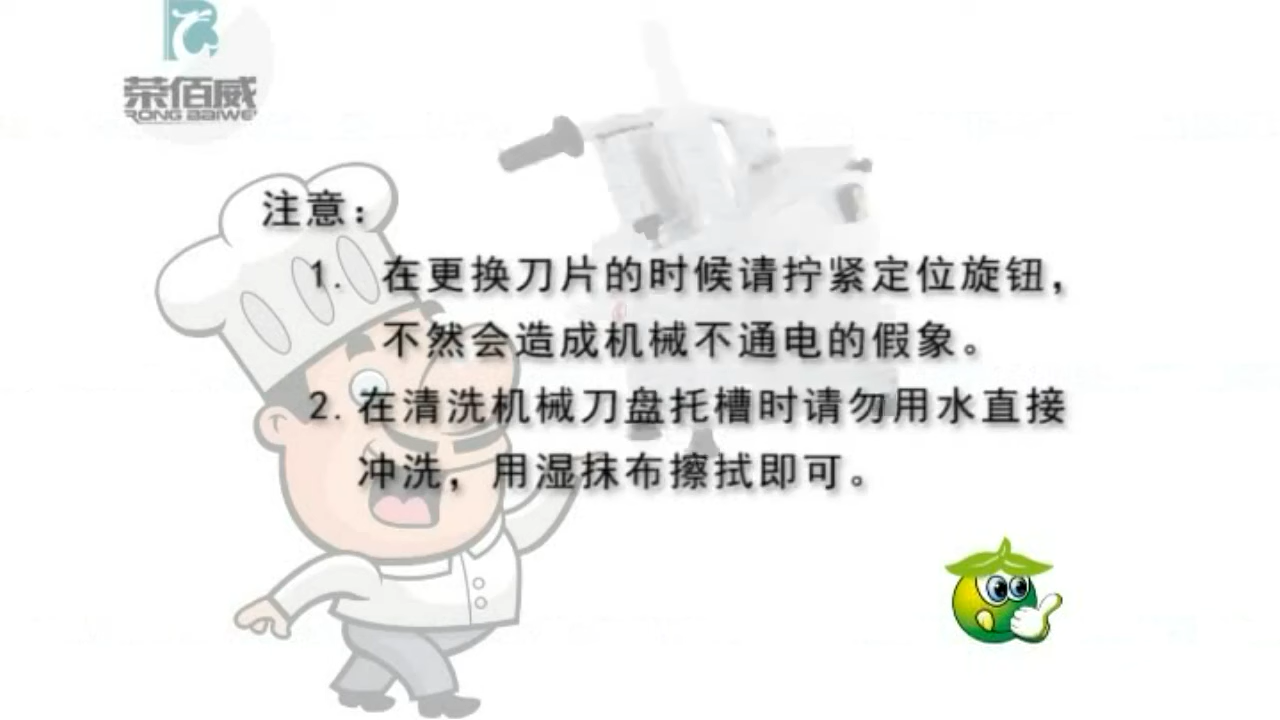 荣佰威
RONG BAIWEI
注意：
1. 在更换刀片的时候请拧紧定位旋钮，
不然会造成机械不通电的假象。
2. 在清洗机械刀盘托槽时请勿用水直接
冲洗，用湿抹布擦拭即可。